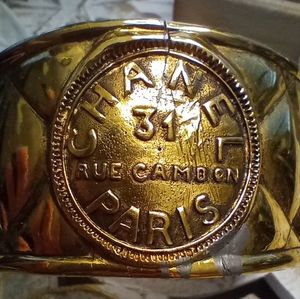 CHANEL
31
RUE CAMBON
PARIS